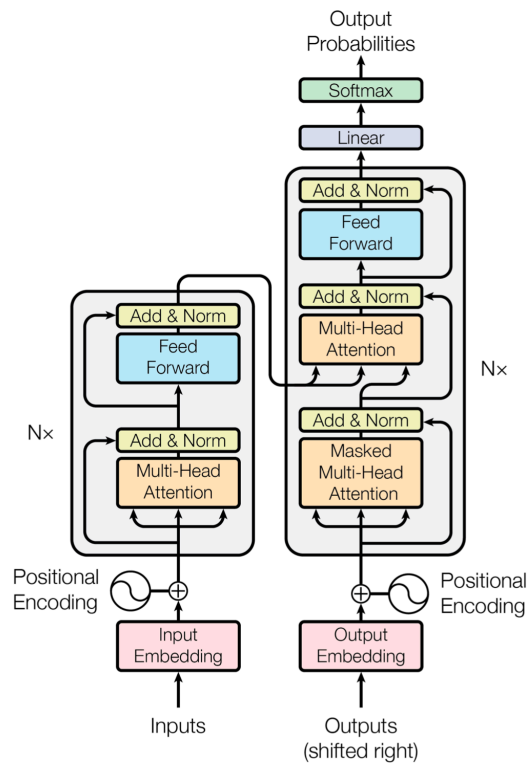 Output
Probabilities
Softmax
Linear
Add & Norm
Feed
Forward
Add & Norm
Multi-Head
Attention
Add & Norm
Masked
Multi-Head
Attention
N×
Add & Norm
Feed
Forward
Add & Norm
Multi-Head
Attention
N×
Positional
Encoding
Positional
Encoding
Input
Embedding
Output
Embedding
Inputs
Outputs
(shifted right)